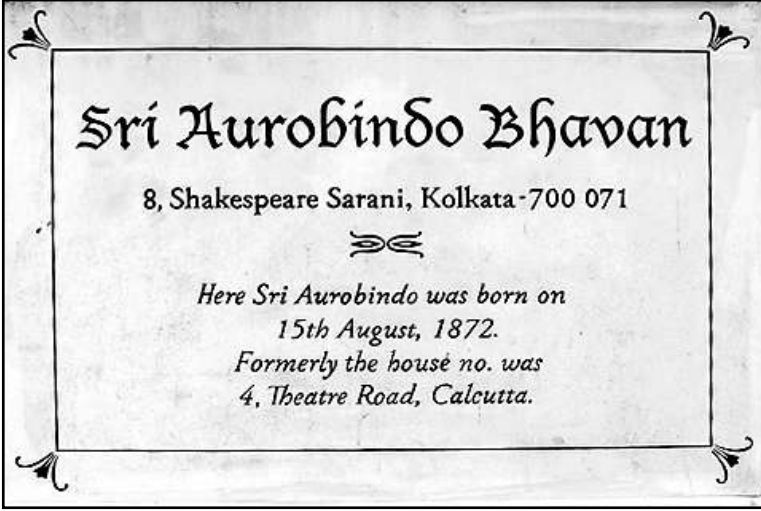 Sri Aurobindo Bhavan
8, Shakespeare Sarani, Kolkata-700 071
Here Sri Aurobindo was born on
15th August, 1872.
Formerly the house no. was
4, Theatre Road, Calcutta.